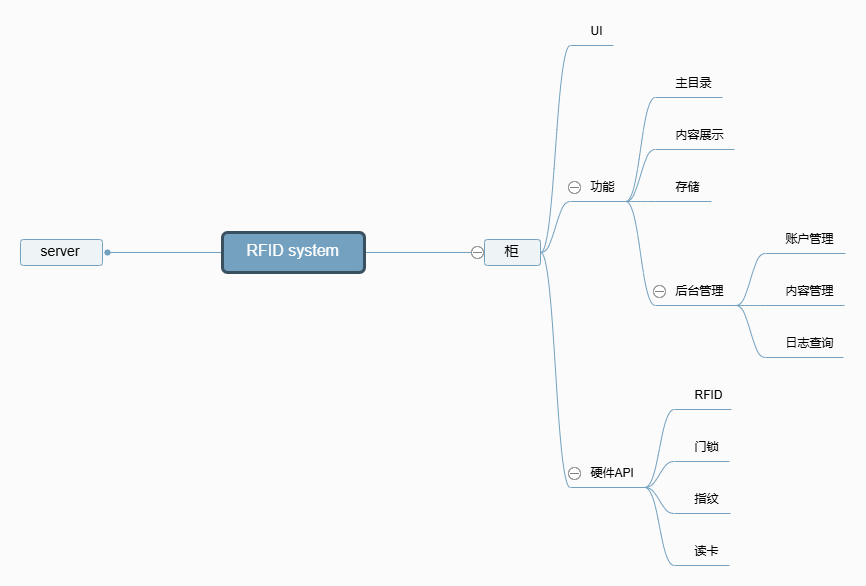 UI
主目录
内容展示
功能
存储
账户管理
server
RFID system
柜
后台管理
内容管理
日志查询
RFID
门锁
硬件API
指纹
读卡